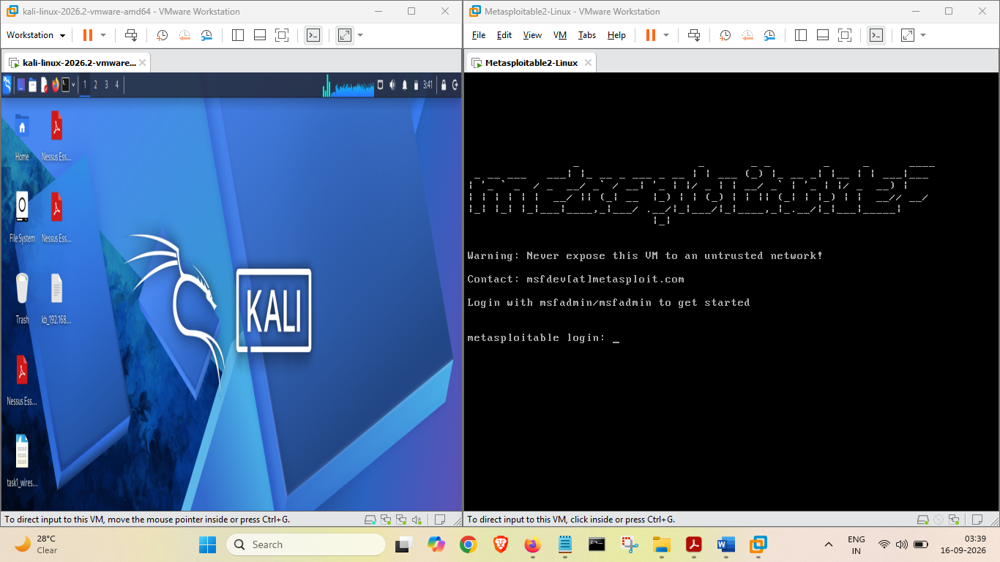 kali-linux-2026.2-vmware-amd64 - VMware Workstation
Workstation
kali-linux-2026.2-vmware...
1 2 3 4
3:41
Home
Nessus Ess...
File System
Nessus Ess...
Trash
kb_192.168...
Nessus Ess...
task1_wires...
KALI
To direct input to this VM, move the mouse pointer inside or press Ctrl+G.
Metasploitable2-Linux - VMware Workstation
File Edit View VM Tabs Help
Metasploitable2-Linux
metasploitable2
Warning: Never expose this VM to an untrusted network!
Contact: msfdev[at]metasploit.com
Login with msfadmin/msfadmin to get started
metasploitable login: _
To direct input to this VM, click inside or press Ctrl+G.
28°C
Clear
Search
ENG
IN
03:39
16-09-2026